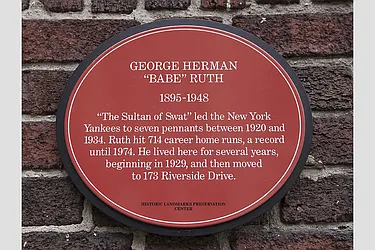 GEORGE HERMAN
"BABE" RUTH
1895-1948
"The Sultan of Swat" led the New York
Yankees to seven pennants between 1920 and
1934. Ruth hit 714 career home runs, a record
until 1974. He lived here for several years,
beginning in 1929, and then moved
to 173 Riverside Drive.
HISTORIC LANDMARKS PRESERVATION
CENTER